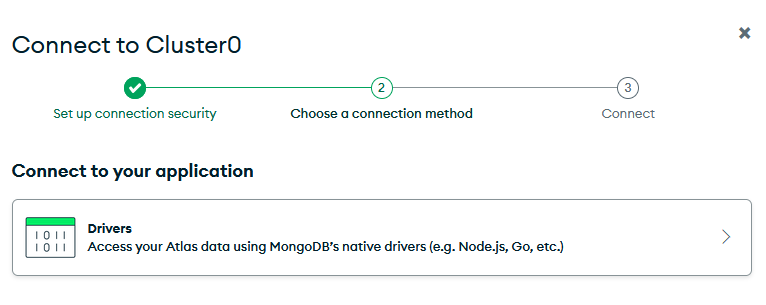 Connect to Cluster0
2
3
Set up connection security
Choose a connection method
Connect
Connect to your application
1011
1011
Drivers
Access your Atlas data using MongoDB's native drivers (e.g. Node.js, Go, etc.)